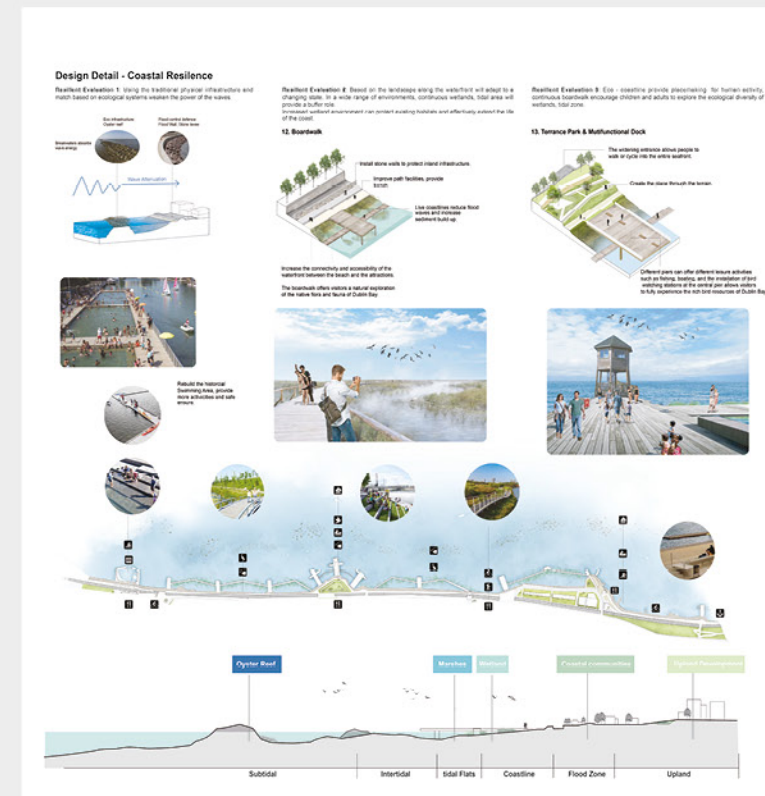 Design Detail - Coastal Resilence
Resilient Evaluation 1: Using the traditional physical infrastructure and
match based on ecological systems weaken the power of the waves.
Eco Infrastructure
Oyster reef
Flood control defence
Flood Wall, Stone levee
Breakwaters absorbs
wave energy
Wave Attenuation
Rebuild the historical
Swimming Area, provide
more activities and safe
ensure.
Resilient Evaluation 2: Based on the landscape along the waterfront will adapt to a
changing state. In a wide range of environments, continuous wetlands, tidal area will
provide a buffer role.
Increased wetland environment can protect existing habitats and effectively extend the life
of the coast.
12. Boardwalk
Install stone walls to protect inland infrastructure.
Improve path facilities, provide
Live coastlines reduce flood
waves and increase
sediment build-up.
Increase the connectivity and accessibility of the
waterfront between the beach and the attractions.
The boardwalk offers visitors a natural exploration
of the native flora and fauna of Dublin Bay.
Resilient Evaluation 3: Eco - coastline provide placemaking for human activity,
continuous boardwalk encourage children and adults to explore the ecological diversity of
wetlands, tidal zone.
13. Terrance Park & Mutifunctional Dock
The widening entrance allows people to
walk or cycle into the entire seafront.
Create the place through the terrain.
Different piers can offer different leisure activities
such as fishing, boating, and the installation of bird
watching stations at the central pier allows visitors
to fully experience the rich bird resources of Dublin Bay
Oyster Reef
Marshes
Wetland
Coastal communities
Upland Development
Subtidal
Intertidal
tidal Flats
Coastline
Flood Zone
Upland